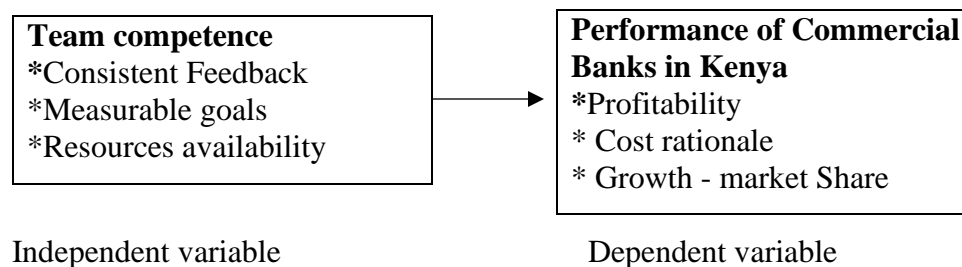 Team competence
*Consistent Feedback
*Measurable goals
*Resources availability
Performance of Commercial
Banks in Kenya
*Profitability
* Cost rationale
* Growth - market Share
Independent variable
Dependent variable